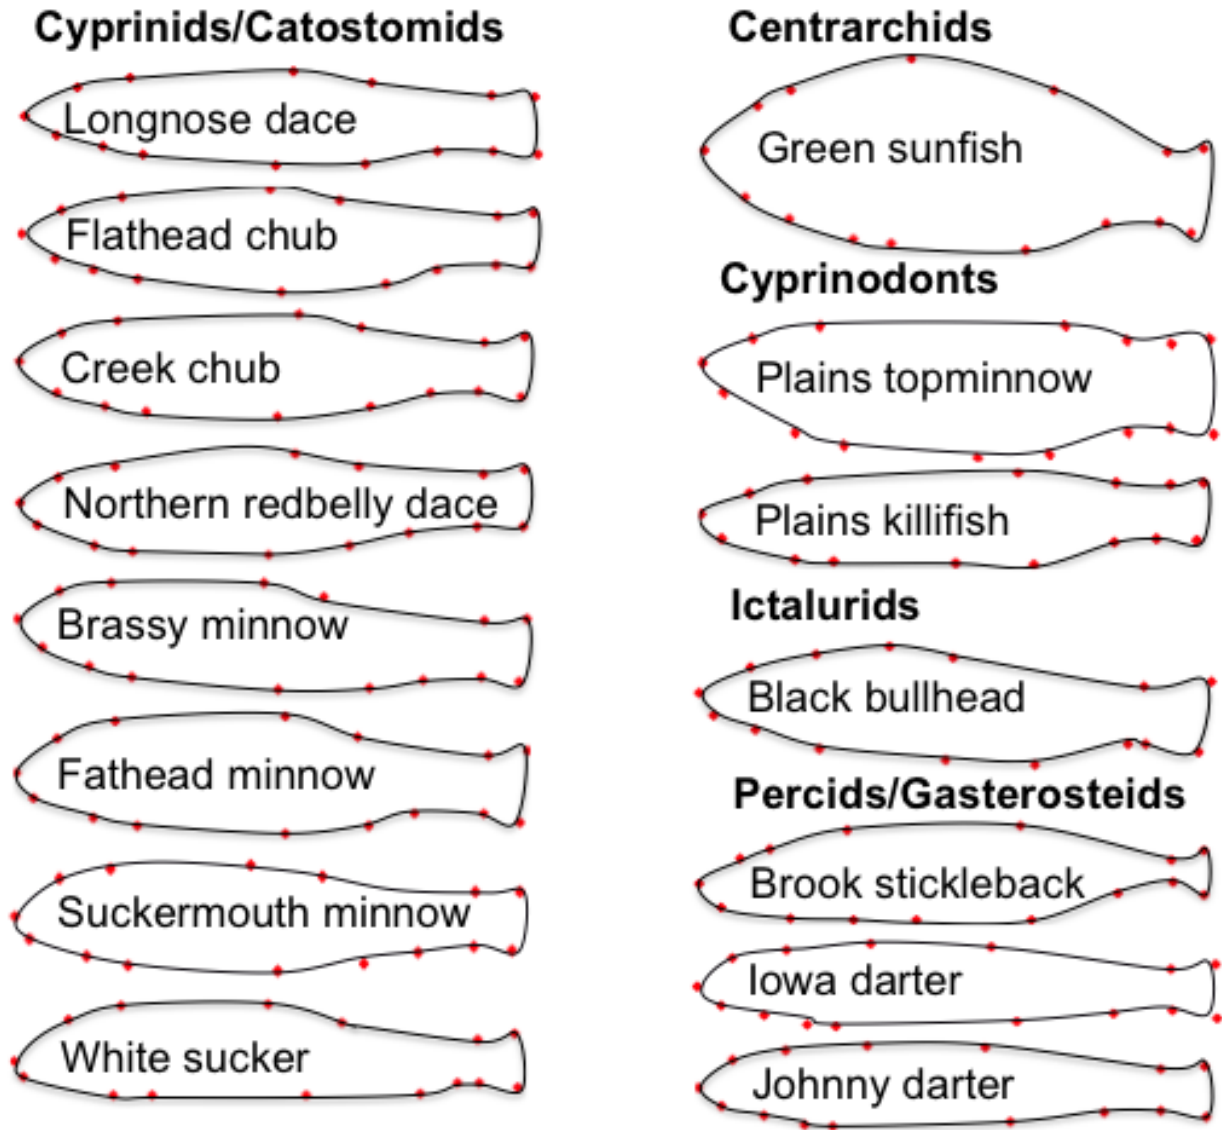 Cyprinids/Catostomids
Longnose dace
Flathead chub
Creek chub
Northern redbelly dace
Brassy minnow
Fathead minnow
Suckermouth minnow
White sucker
Centrarchids
Green sunfish
Cyprinodonts
Plains topminnow
Plains killifish
Ictalurids
Black bullhead
Percids/Gasterosteids
Brook stickleback
Iowa darter
Johnny darter